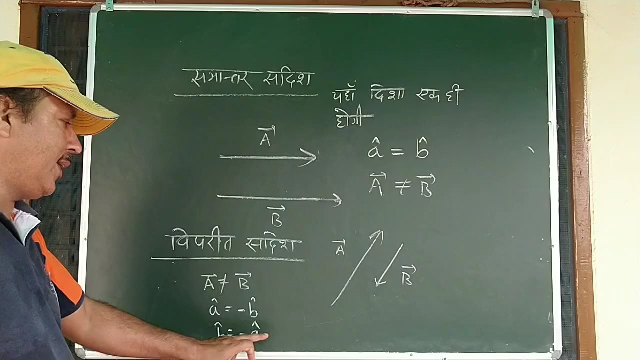 समान्तर सदिश
यहाँ दिशा एक ही
होगी
A⃗
â = b̂
A⃗ ≠ B⃗
B⃗
विपरीत सदिश
A⃗
B⃗
A⃗ ≠ B⃗
â = -b̂
b̂ = -â